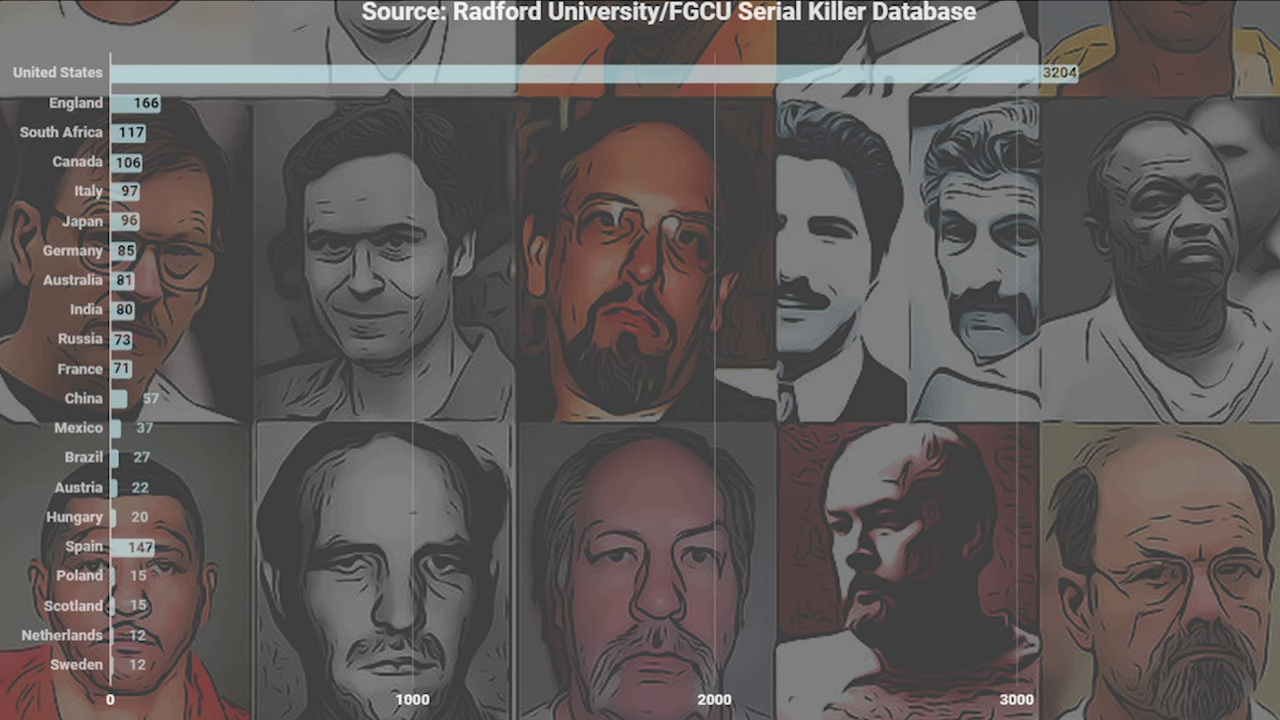 Source: Radford University/FGCU Serial Killer Database
United States 3204
England 166
South Africa 117
Canada 106
Italy 97
Japan 96
Germany 85
Australia 81
India 80
Russia 73
France 71
China 57
Mexico 37
Brazil 27
Austria 22
Hungary 20
Spain 147
Poland 15
Scotland 15
Netherlands 12
Sweden 12
0 1000 2000 3000